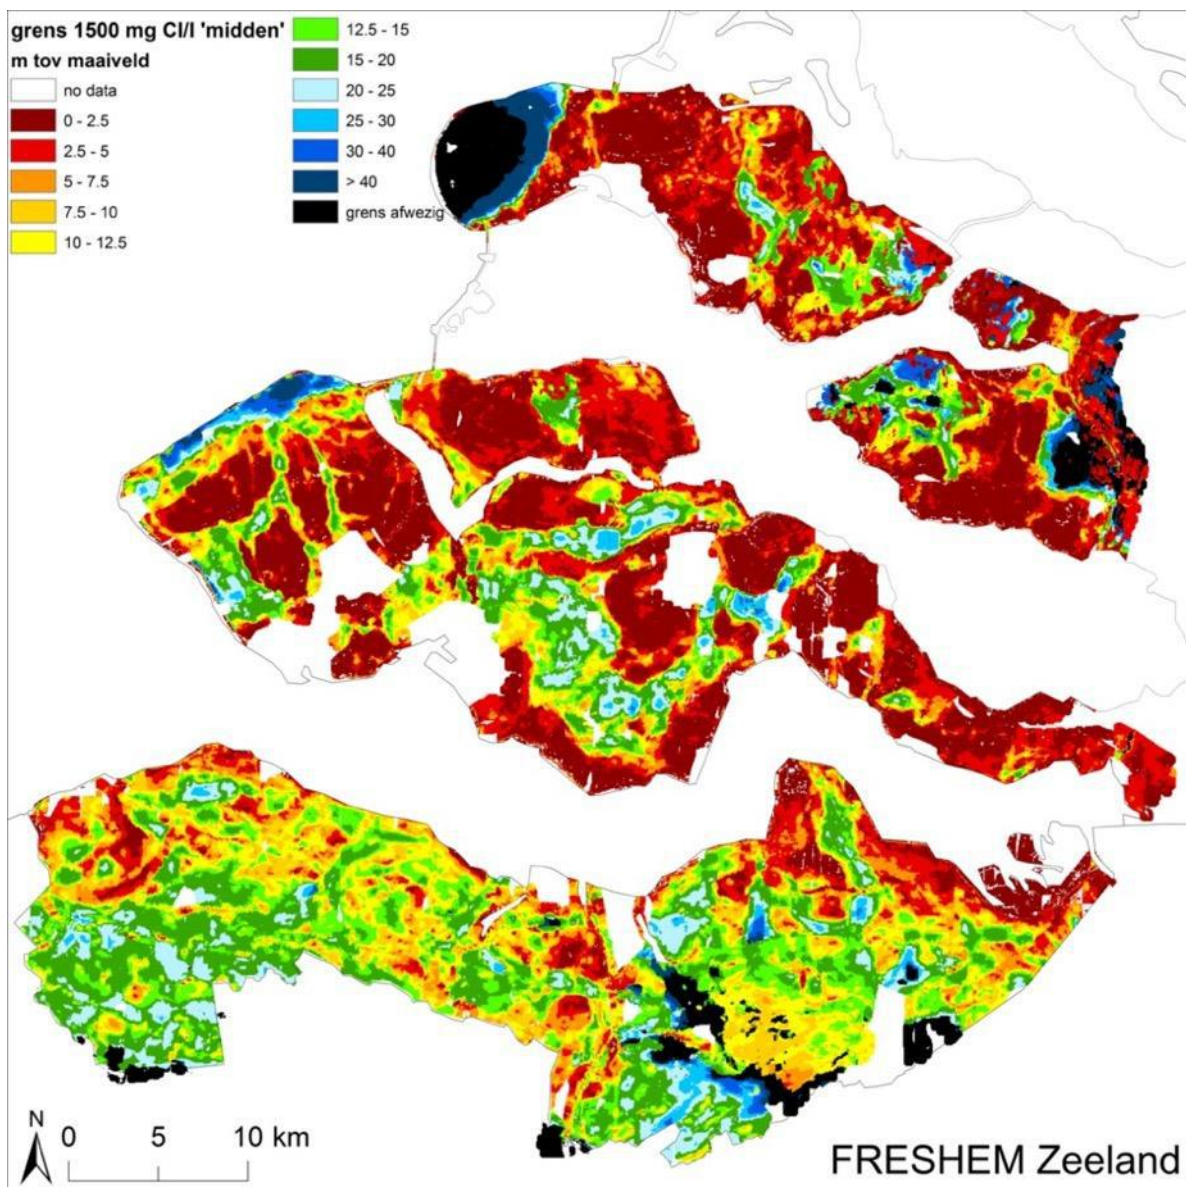 grens 1500 mg Cl/l 'midden'
m tov maaiveld
no data
0 - 2.5
2.5 - 5
5 - 7.5
7.5 - 10
10 - 12.5
12.5 - 15
15 - 20
20 - 25
25 - 30
30 - 40
> 40
grens afwezig
N
0 5 10 km
FRESHEM Zeeland